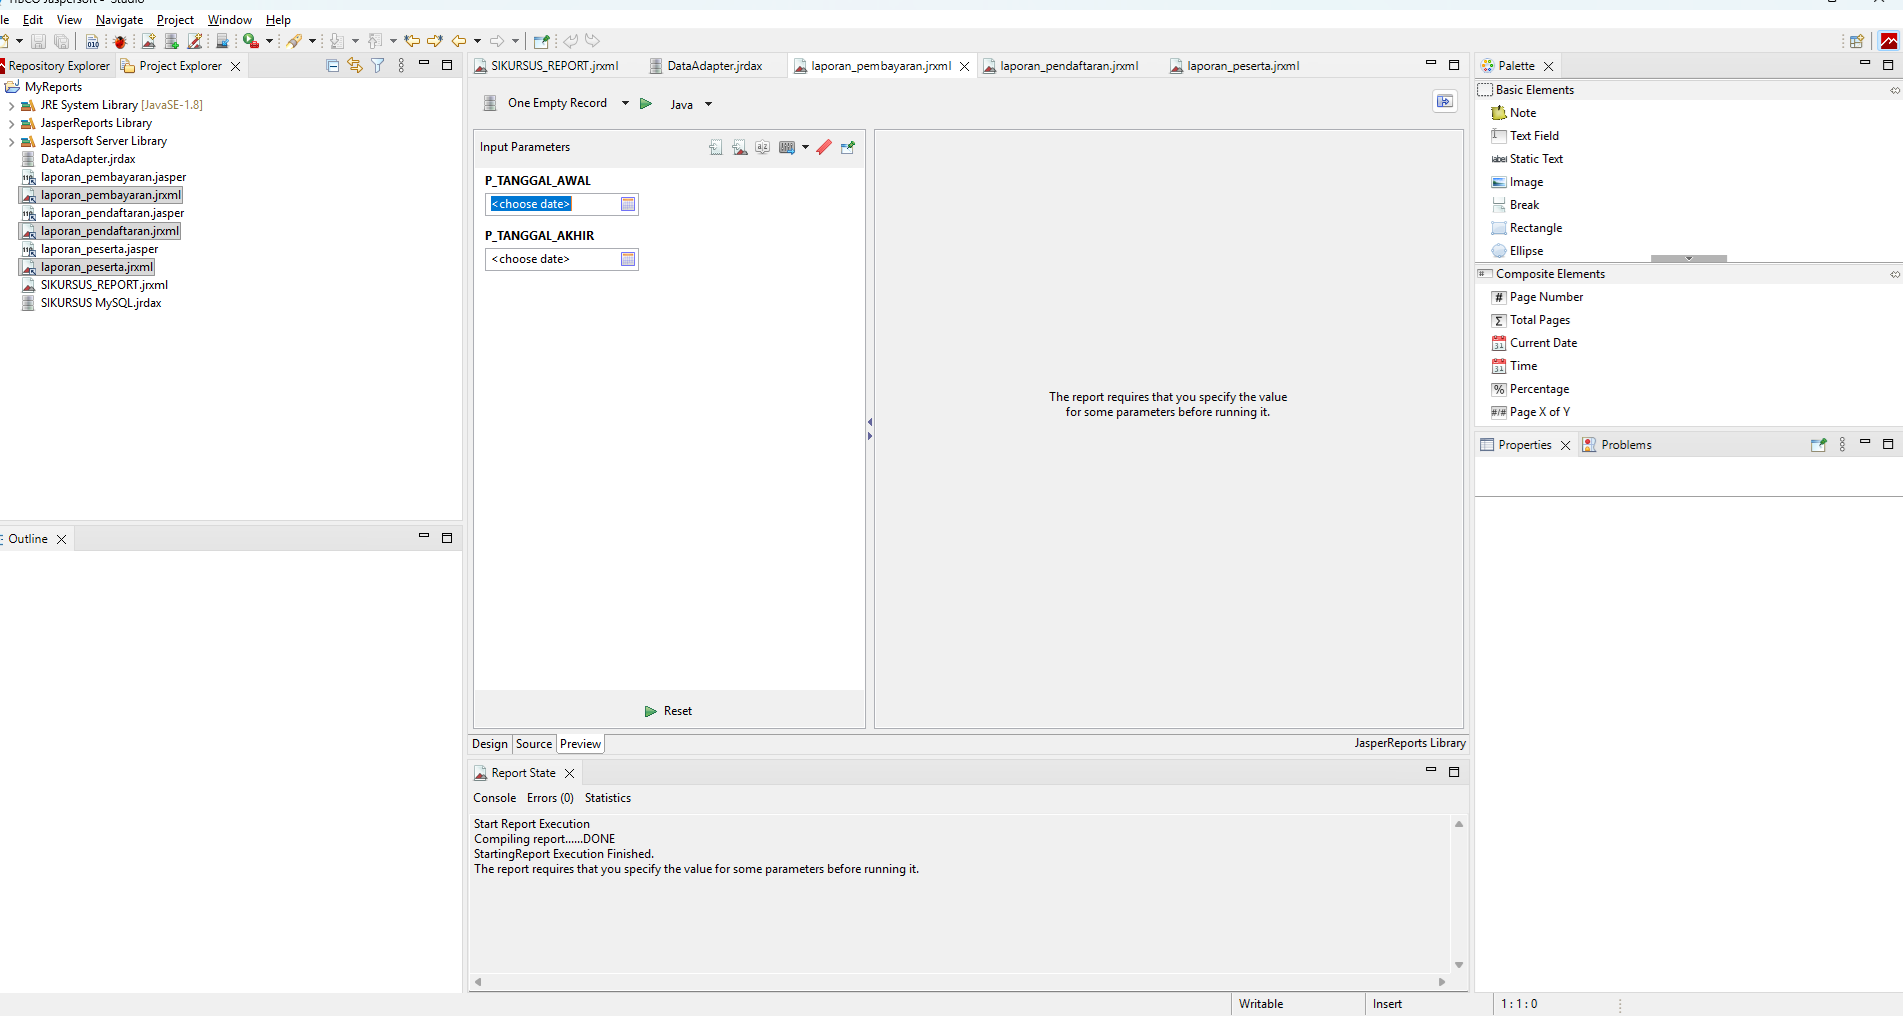 Edit View Navigate Project Window Help
Repository Explorer
Project Explorer
MyReports
JRE System Library [JavaSE-1.8]
JasperReports Library
Jaspersoft Server Library
DataAdapter.jrdax
laporan_pembayaran.jasper
laporan_pembayaran.jrxml
laporan_pendaftaran.jasper
laporan_pendaftaran.jrxml
laporan_peserta.jasper
laporan_peserta.jrxml
SIKURSUS_REPORT.jrxml
SIKURSUS MySQL.jrdax
Outline
SIKURSUS_REPORT.jrxml
DataAdapter.jrdax
laporan_pembayaran.jrxml
laporan_pendaftaran.jrxml
laporan_peserta.jrxml
One Empty Record
Java
Input Parameters
P_TANGGAL_AWAL
<choose date>
P_TANGGAL_AKHIR
<choose date>
Reset
The report requires that you specify the value
for some parameters before running it.
Design Source Preview
JasperReports Library
Report State
Console Errors (0) Statistics
Start Report Execution
Compiling report......DONE
StartingReport Execution Finished.
The report requires that you specify the value for some parameters before running it.
Palette
Basic Elements
Note
Text Field
Static Text
Image
Break
Rectangle
Ellipse
Composite Elements
Page Number
Total Pages
Current Date
Time
Percentage
Page X of Y
Properties
Problems
Writable
Insert
1 : 1 : 0